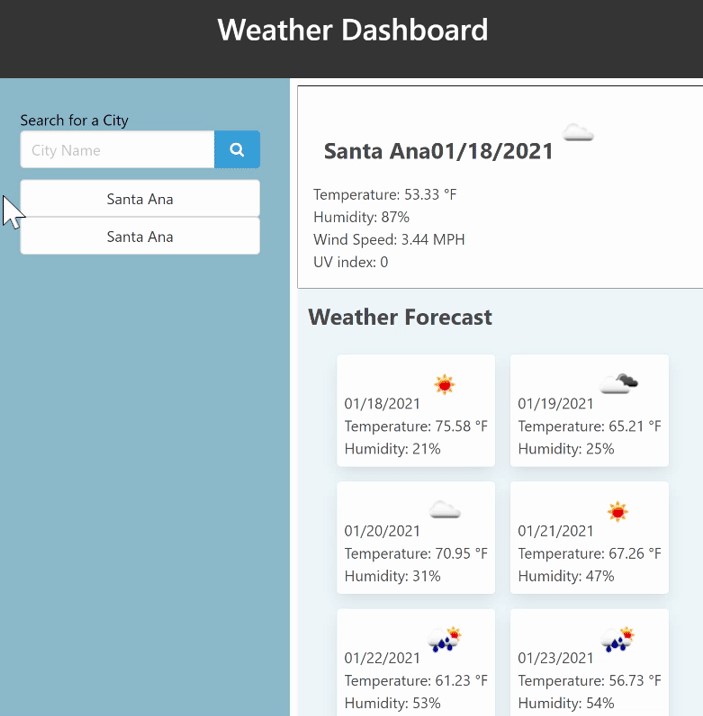 Weather Dashboard
Search for a City
City Name
Santa Ana
Santa Ana
Santa Ana01/18/2021
Temperature: 53.33 °F
Humidity: 87%
Wind Speed: 3.44 MPH
UV index: 0
Weather Forecast
01/18/2021
Temperature: 75.58 °F
Humidity: 21%
01/19/2021
Temperature: 65.21 °F
Humidity: 25%
01/20/2021
Temperature: 70.95 °F
Humidity: 31%
01/21/2021
Temperature: 67.26 °F
Humidity: 47%
01/22/2021
Temperature: 61.23 °F
Humidity: 53%
01/23/2021
Temperature: 56.73 °F
Humidity: 54%